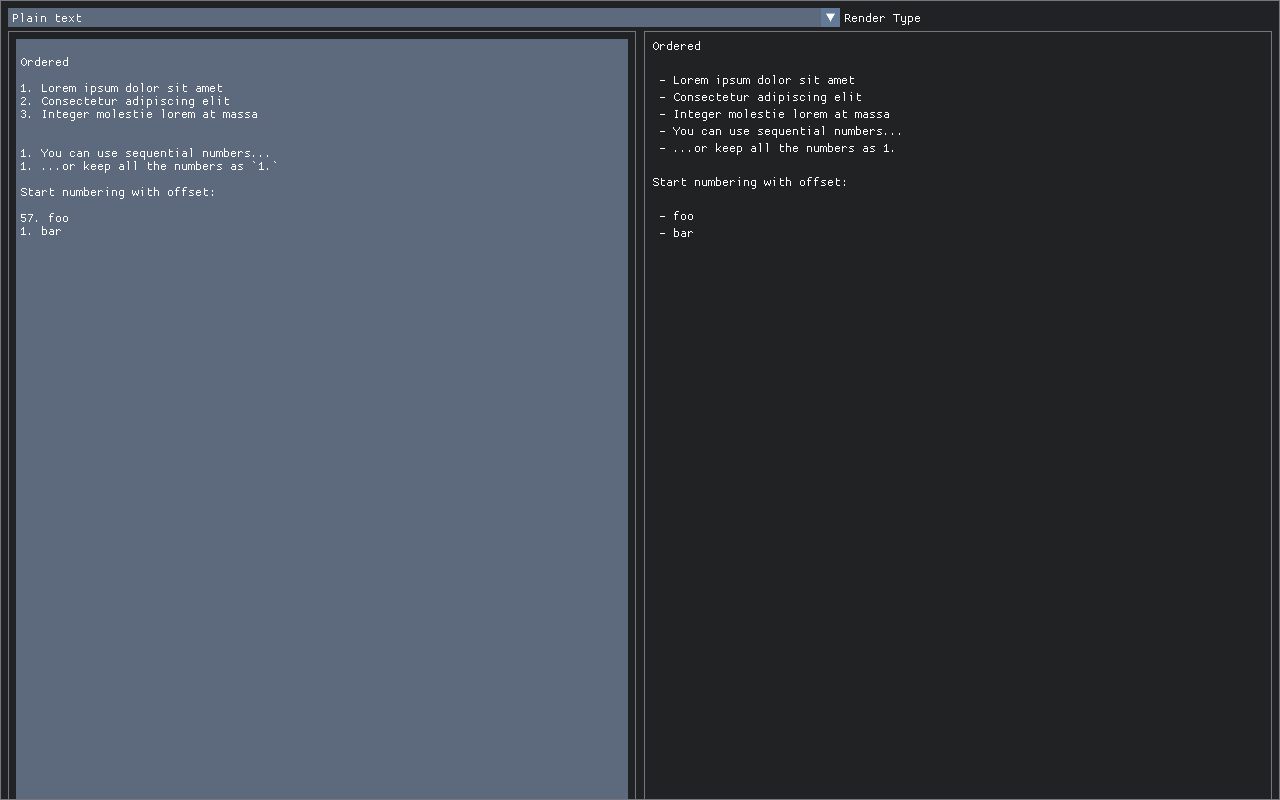 Plain text
Render Type
Ordered
1. Lorem ipsum dolor sit amet
2. Consectetur adipiscing elit
3. Integer molestie lorem at massa
1. You can use sequential numbers...
1. ...or keep all the numbers as `1.`
Start numbering with offset:
57. foo
1. bar
Ordered
- Lorem ipsum dolor sit amet
- Consectetur adipiscing elit
- Integer molestie lorem at massa
- You can use sequential numbers...
- ...or keep all the numbers as 1.
Start numbering with offset:
- foo
- bar